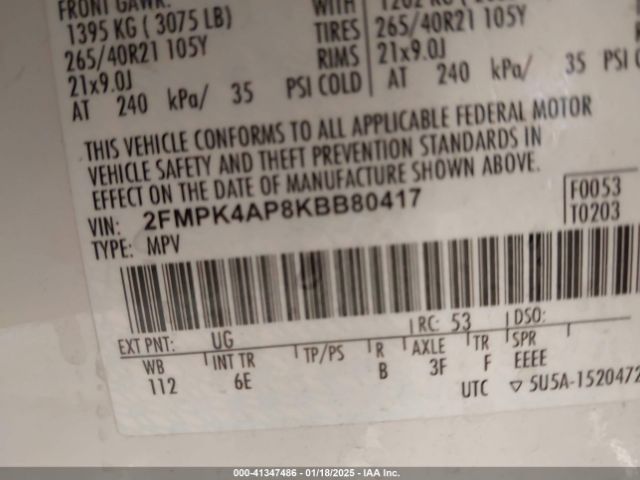 FRONT GAWR: WITH
1395 KG ( 3075 LB) TIRES
265/40R21 105Y 265/40R21 105Y
21x9.0J RIMS 21x9.0J
AT 240 kPa/ 35 PSI COLD AT 240 kPa/ 35 PSI
THIS VEHICLE CONFORMS TO ALL APPLICABLE FEDERAL MOTOR
VEHICLE SAFETY AND THEFT PREVENTION STANDARDS IN
EFFECT ON THE DATE OF MANUFACTURE SHOWN ABOVE.
VIN: 2FMPK4AP8KBB80417 F0053
TYPE: MPV T0203
EXT PNT: UG RC: 53 DSO:
WB INT TR TP/PS R AXLE TR SPR
112 6E B 3F F EEEE
UTC ▽ 5U5A-1520472
000-41347486 - 01/18/2025 - IAA Inc.